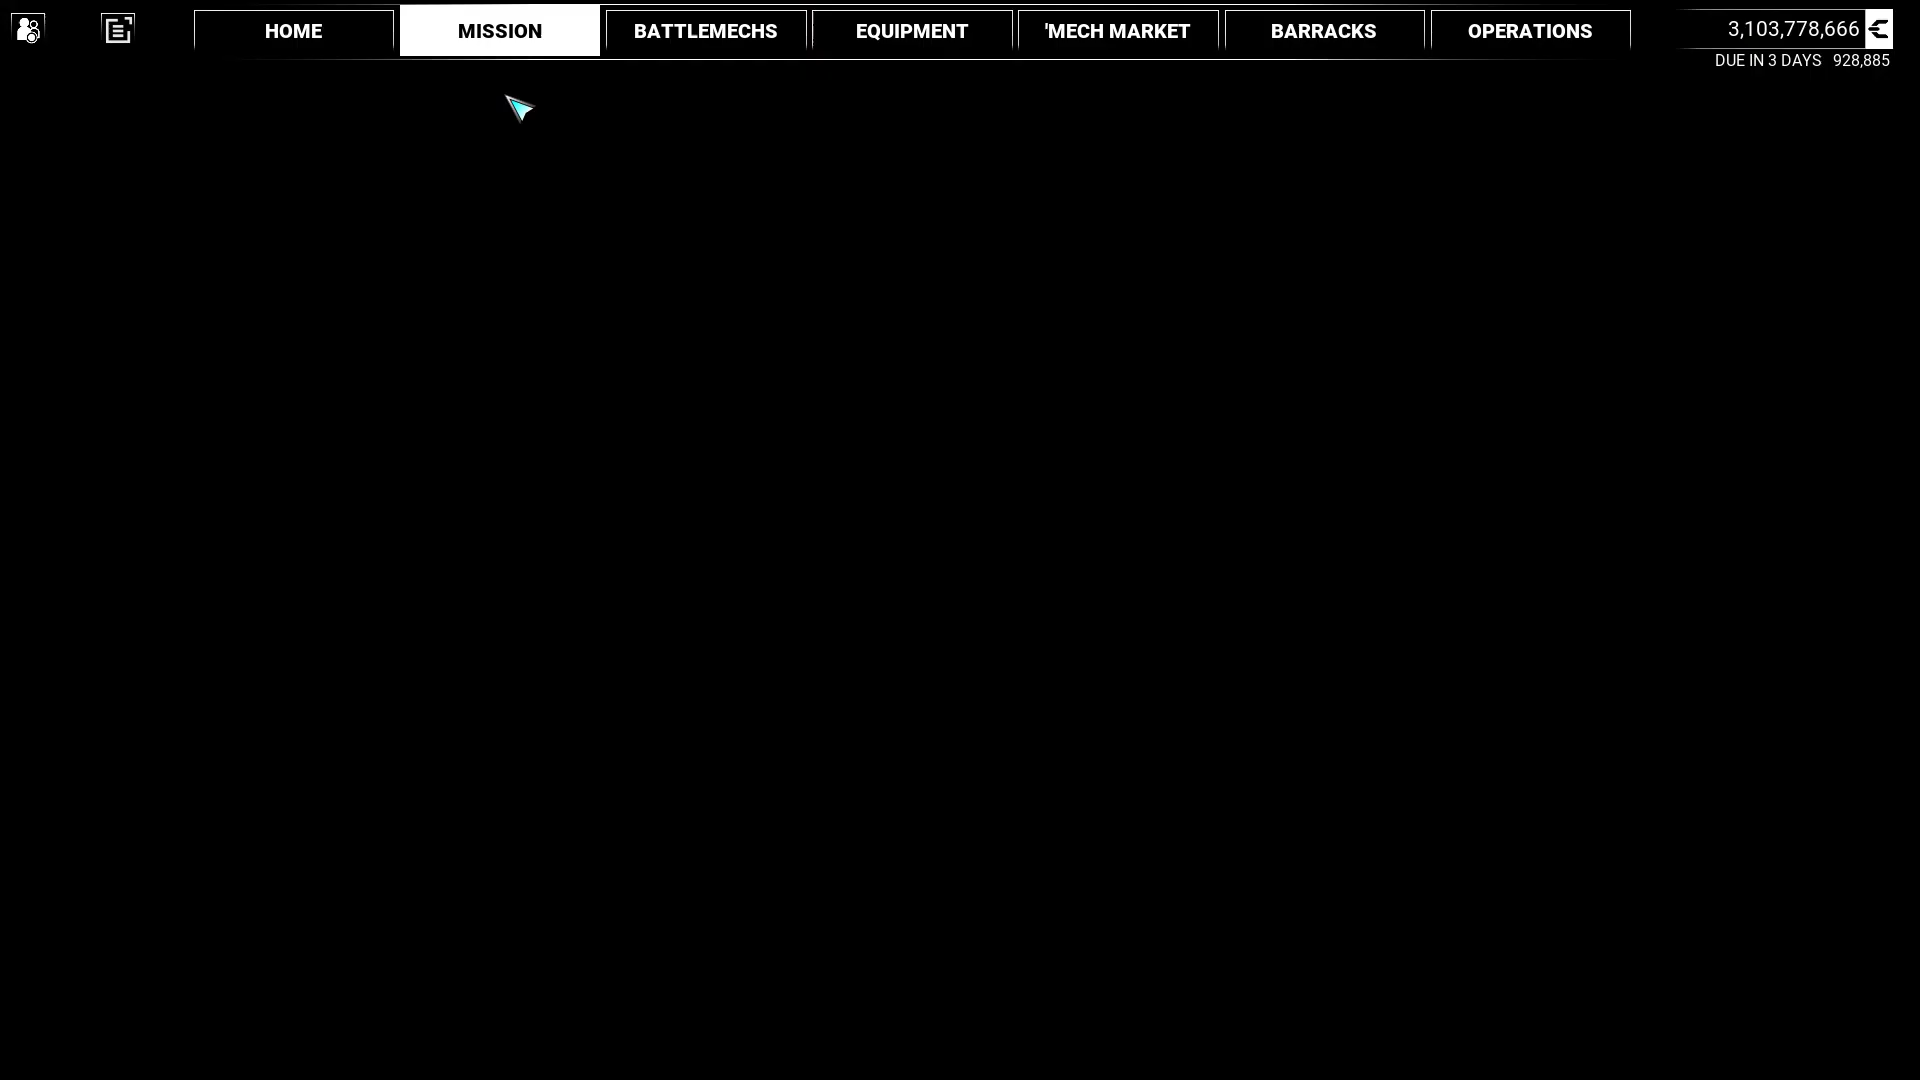 HOME MISSION BATTLEMECHS EQUIPMENT 'MECH MARKET BARRACKS OPERATIONS 3,103,778,666
DUE IN 3 DAYS 928,885